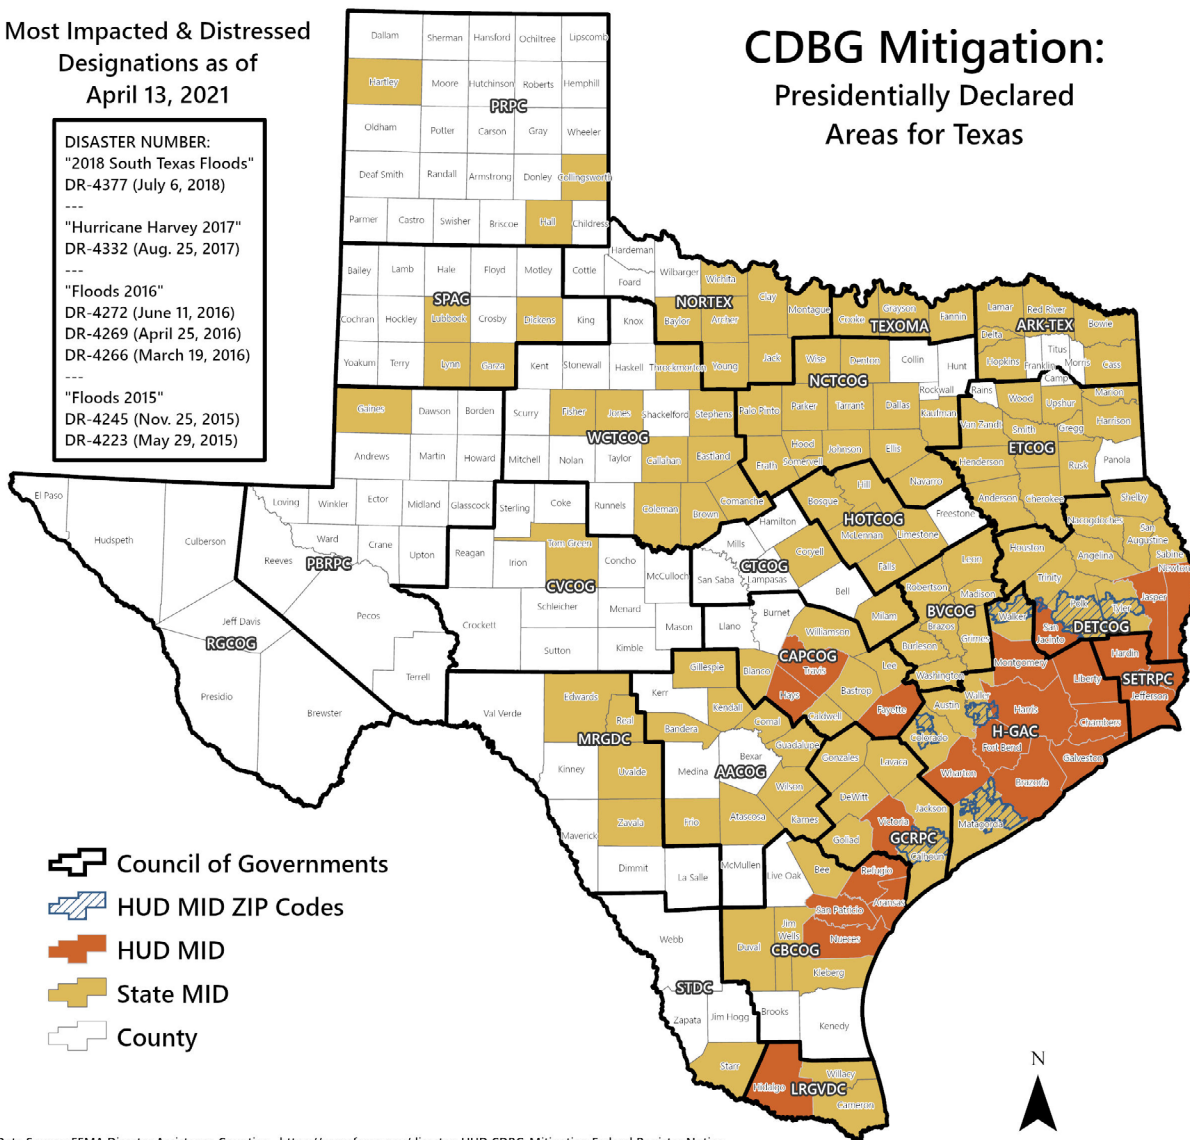 Most Impacted & Distressed
Designations as of
April 13, 2021
CDBG Mitigation:
Presidentially Declared
Areas for Texas
DISASTER NUMBER:
"2018 South Texas Floods"
DR-4377 (July 6, 2018)
---
"Hurricane Harvey 2017"
DR-4332 (Aug. 25, 2017)
---
"Floods 2016"
DR-4272 (June 11, 2016)
DR-4269 (April 25, 2016)
DR-4266 (March 19, 2016)
---
"Floods 2015"
DR-4245 (Nov. 25, 2015)
DR-4223 (May 29, 2015)
Dallam Sherman Hansford Ochiltree Lipscomb
Hartley Moore Hutchinson Roberts Hemphill
PRPC
Oldham Potter Carson Gray Wheeler
Deaf Smith Randall Armstrong Donley Collingsworth
Parmer Castro Swisher Briscoe Hall Childress
Bailey Lamb Hale Floyd Motley Cottle Foard Hardeman Wilbarger Wichita
SPAG NORTEX
Cochran Hockley Lubbock Crosby Dickens King Knox Baylor Archer Clay Montague
Cooke Grayson Fannin
TEXOMA
Lamar Red River Bowie Delta
ARK-TEX
Hopkins Franklin Titus Morris Cass Camp
Yoakum Terry Lynn Garza Kent Stonewall Haskell Throckmorton Young Jack
Wise Denton Collin Hunt Rockwall Rains
NCTCOG
Gaines Dawson Borden Scurry Fisher Jones Shackelford Stephens Palo Pinto Parker Tarrant Dallas Kaufman
Van Zandt Wood Upshur Marion Smith Gregg Harrison
ETCOG
WCTCOG
Andrews Martin Howard Mitchell Nolan Taylor Callahan Eastland Erath Hood Somervell Johnson Ellis Navarro
Henderson Rusk Panola Anderson Cherokee
El Paso Hudspeth Culberson
Loving Winkler Ector Midland Glasscock Sterling Coke Runnels Coleman Brown Comanche
Bosque Hill Freestone Hamilton McLennan Limestone Falls
HOTCOG
Shelby Nacogdoches San Augustine Sabine Newton Houston Angelina Trinity Jasper Polk Tyler San Jacinto
DETCOG
Reeves Ward Crane Upton Reagan Irion Tom Green Concho McCulloch
PBRPC CVCOG
San Saba Mills Lampasas Coryell Bell Milam
CTCOG
Robertson Leon Madison Brazos Grimes Burleson Washington
BVCOG
Jeff Davis Pecos Crockett Schleicher Menard Mason Sutton Kimble
RGCOG
Presidio Brewster Terrell
Llano Burnet Williamson Travis Blanco Hays Bastrop Lee Caldwell Fayette
CAPCOG
Walker Montgomery Liberty Waller Austin Harris Chambers Colorado Fort Bend Galveston Wharton Brazoria Matagorda
H-GAC
Hardin Jefferson
SETRPC
Val Verde Edwards Real Kinney Uvalde Maverick Zavala Dimmit La Salle
MRGDC
Gillespie Kerr Kendall Bandera Comal Guadalupe Medina Bexar Wilson Frio Atascosa Karnes McMullen
AACOG
Gonzales Lavaca DeWitt Jackson Victoria Goliad Calhoun
GCRPC
Live Oak Bee Refugio Aransas San Patricio Nueces Jim Wells Duval Kleberg Brooks Kenedy
CBCOG
Webb Zapata Jim Hogg Starr
STDC
Hidalgo Willacy Cameron
LRGVDC
Council of Governments
HUD MID ZIP Codes
HUD MID
State MID
County
N